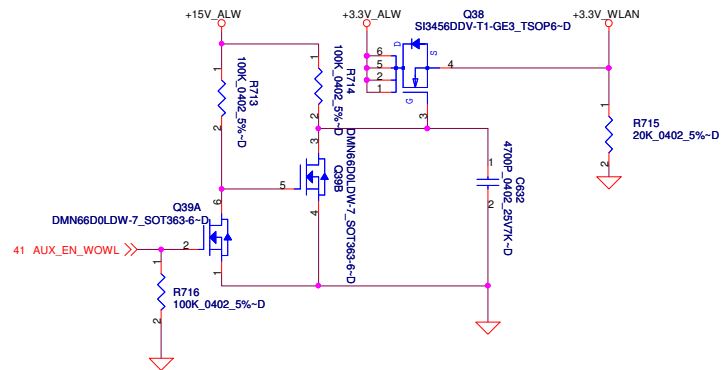 +15V_ALW
+3.3V_ALW
Q38
SI3456DDV-T1-GE3_TSOP6~D
+3.3V_WLAN
D
S
G
6
5
2
1
4
3
1
R713
100K_0402_5%~D
2
1
R714
100K_0402_5%~D
2
1
R715
20K_0402_5%~D
2
3
5
4
Q39B
DMN66D0LDW-7_SOT363-6~D
1
C632
4700P_0402_25V7K~D
2
Q39A
DMN66D0LDW-7_SOT363-6~D
6
2
1
41 AUX_EN_WOWL
1
R716
100K_0402_5%~D
2